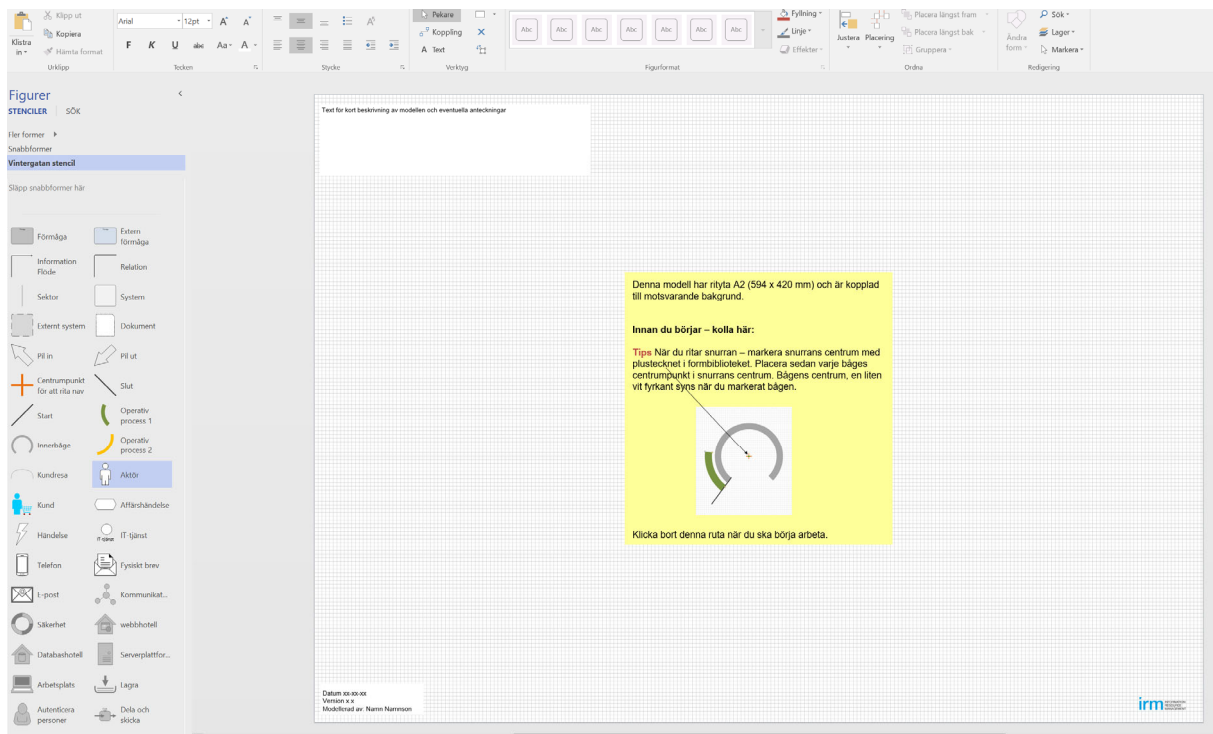 Klipp ut
Kopiera
Hämta format
Klistra
in
Urklipp
Arial
12pt
A A
F K U abc Aa A
Tecken
Stycke
Pekare
Koppling
A Text
Verktyg
Abc Abc Abc Abc Abc Abc Abc
Fyllning
Linje
Effekter
Figurformat
Justera Placering
Placera längst fram
Placera längst bak
Gruppera
Ordna
Ändra
form
Sök
Lager
Markera
Redigering
Figurer
STENCILER SÖK
Fler former
Snabbformer
Vintergatan stencil
Släpp snabbformer här
Förmåga
Extern
förmåga
Information
Flöde
Relation
Sektor
System
Externt system
Dokument
Pil in
Pil ut
Centrumpunkt
för att rita nav
Slut
Start
Operativ
process 1
Innerbåge
Operativ
process 2
Kundresa
Aktör
Kund
Affärshändelse
Händelse
IT-tjänst
IT-tjänst
Telefon
Fysiskt brev
E-post
Kommunikat...
Säkerhet
webbhotell
Databashotell
Serverplattfor...
Arbetsplats
Lagra
Autenticera
personer
Dela och
skicka
Text för kort beskrivning av modellen och eventuella anteckningar
Denna modell har rityta A2 (594 x 420 mm) och är kopplad
till motsvarande bakgrund.
Innan du börjar – kolla här:
Tips När du ritar snurran – markera snurrans centrum med
plustecknet i formbiblioteket. Placera sedan varje båges
centrumpunkt i snurrans centrum. Bågens centrum, en liten
vit fyrkant syns när du markerat bågen.
Klicka bort denna ruta när du ska börja arbeta.
Datum xx-xx-xx
Version x x
Modellerad av: Namn Namnson
irm